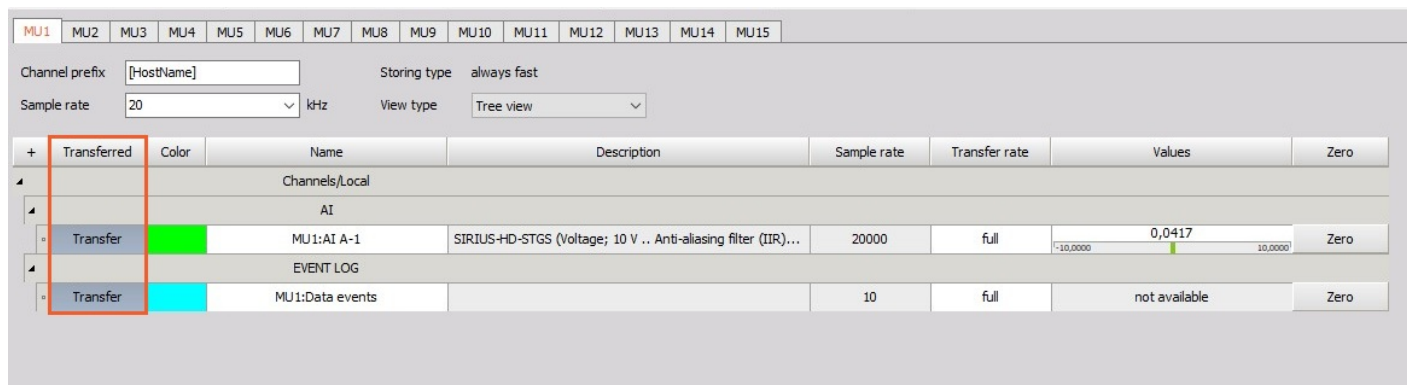 MU1 MU2 MU3 MU4 MU5 MU6 MU7 MU8 MU9 MU10 MU11 MU12 MU13 MU14 MU15
Channel prefix [HostName] Storing type always fast
Sample rate 20 kHz View type Tree view
+ Transferred Color Name Description Sample rate Transfer rate Values Zero
Channels/Local
AI
Transfer MU1:AI A-1 SIRIUS-HD-STGS (Voltage; 10 V .. Anti-aliasing filter (IIR)... 20000 full 0,0417 Zero
-10,0000 10,0000
EVENT LOG
Transfer MU1:Data events 10 full not available Zero